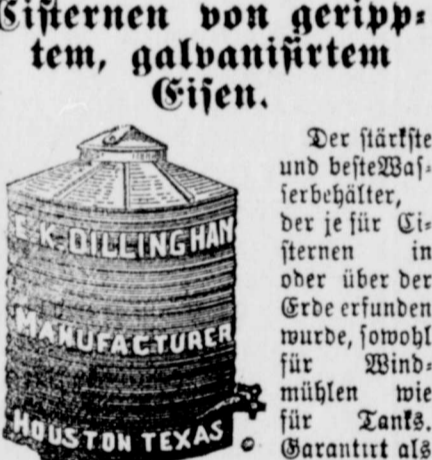 Cisternen von geripp-
tem, galvanisirtem
Eisen.
E. K. DILLINGHAM
MANUFACTURER
HOUSTON TEXAS
Der stärkste
und beste Was-
serbehälter,
der je für Ci-
sternen in
oder über der
Erde erfunden
wurde, sowohl
für Wind-
mühlen wie
für Tanks.
Garantirt als